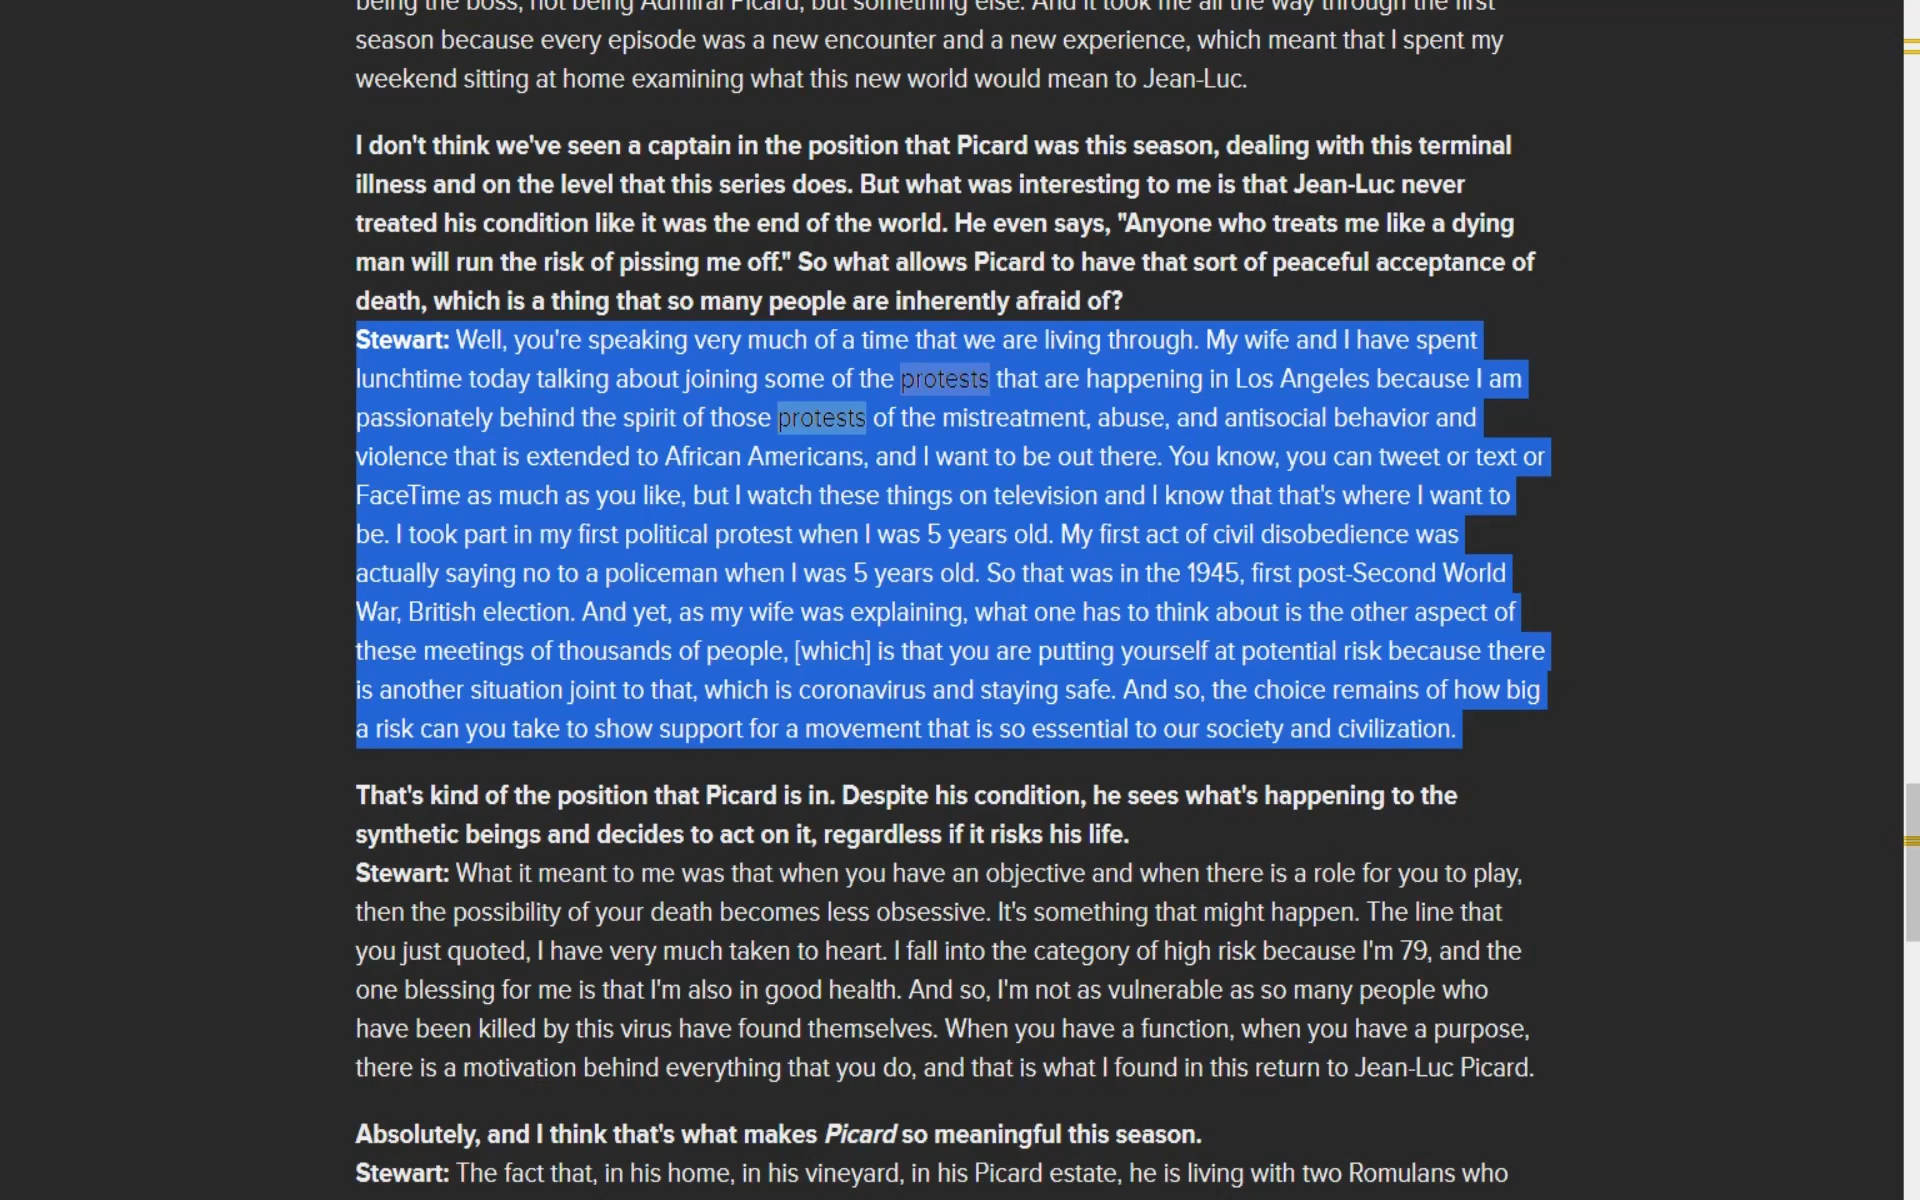 being the boss, not being Admiral Picard, but something else. And it took me all the way through the first
season because every episode was a new encounter and a new experience, which meant that I spent my
weekend sitting at home examining what this new world would mean to Jean-Luc.
I don't think we've seen a captain in the position that Picard was this season, dealing with this terminal
illness and on the level that this series does. But what was interesting to me is that Jean-Luc never
treated his condition like it was the end of the world. He even says, "Anyone who treats me like a dying
man will run the risk of pissing me off." So what allows Picard to have that sort of peaceful acceptance of
death, which is a thing that so many people are inherently afraid of?
Stewart: Well, you're speaking very much of a time that we are living through. My wife and I have spent
lunchtime today talking about joining some of the protests that are happening in Los Angeles because I am
passionately behind the spirit of those protests of the mistreatment, abuse, and antisocial behavior and
violence that is extended to African Americans, and I want to be out there. You know, you can tweet or text or
FaceTime as much as you like, but I watch these things on television and I know that that's where I want to
be. I took part in my first political protest when I was 5 years old. My first act of civil disobedience was
actually saying no to a policeman when I was 5 years old. So that was in the 1945, first post-Second World
War, British election. And yet, as my wife was explaining, what one has to think about is the other aspect of
these meetings of thousands of people, [which] is that you are putting yourself at potential risk because there
is another situation joint to that, which is coronavirus and staying safe. And so, the choice remains of how big
a risk can you take to show support for a movement that is so essential to our society and civilization.
That's kind of the position that Picard is in. Despite his condition, he sees what's happening to the
synthetic beings and decides to act on it, regardless if it risks his life.
Stewart: What it meant to me was that when you have an objective and when there is a role for you to play,
then the possibility of your death becomes less obsessive. It's something that might happen. The line that
you just quoted, I have very much taken to heart. I fall into the category of high risk because I'm 79, and the
one blessing for me is that I'm also in good health. And so, I'm not as vulnerable as so many people who
have been killed by this virus have found themselves. When you have a function, when you have a purpose,
there is a motivation behind everything that you do, and that is what I found in this return to Jean-Luc Picard.
Absolutely, and I think that's what makes Picard so meaningful this season.
Stewart: The fact that, in his home, in his vineyard, in his Picard estate, he is living with two Romulans who